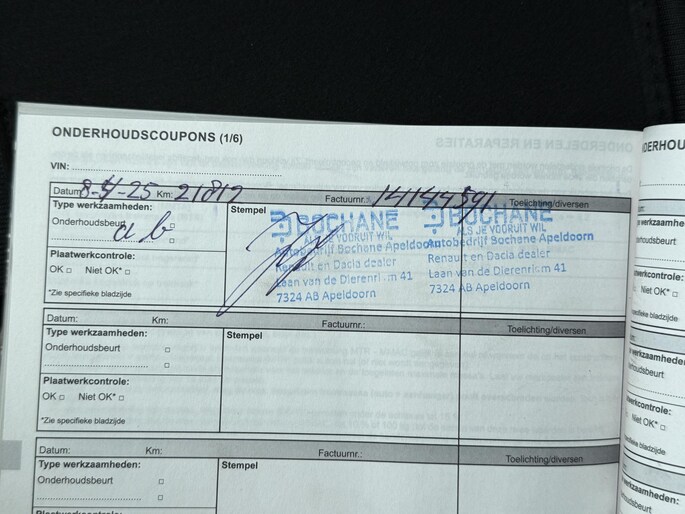 ONDERHOUDSCOUPONS (1/6)
VIN:
Datum: 8-4-25 Km: 21817 Factuurnr.: 14144591 Toelichting/diversen
Type werkzaamheden:
Onderhoudsbeurt
a b
Plaatwerkcontrole:
OK Niet OK*
*Zie specifieke bladzijde
Stempel
BOCHANE
ALS JE VOORUIT WIL
Autobedrijf Bochane Apeldoorn
Renault en Dacia dealer
Laan van de Dierenriem 41
7324 AB Apeldoorn
BOCHANE
ALS JE VOORUIT WIL
Autobedrijf Bochane Apeldoorn
Renault en Dacia dealer
Laan van de Dierenriem 41
7324 AB Apeldoorn
Datum: Km: Factuurnr.: Toelichting/diversen
Type werkzaamheden:
Onderhoudsbeurt
Plaatwerkcontrole:
OK Niet OK*
*Zie specifieke bladzijde
Stempel
Datum: Km: Factuurnr.: Toelichting/diversen
Type werkzaamheden:
Onderhoudsbeurt
Stempel